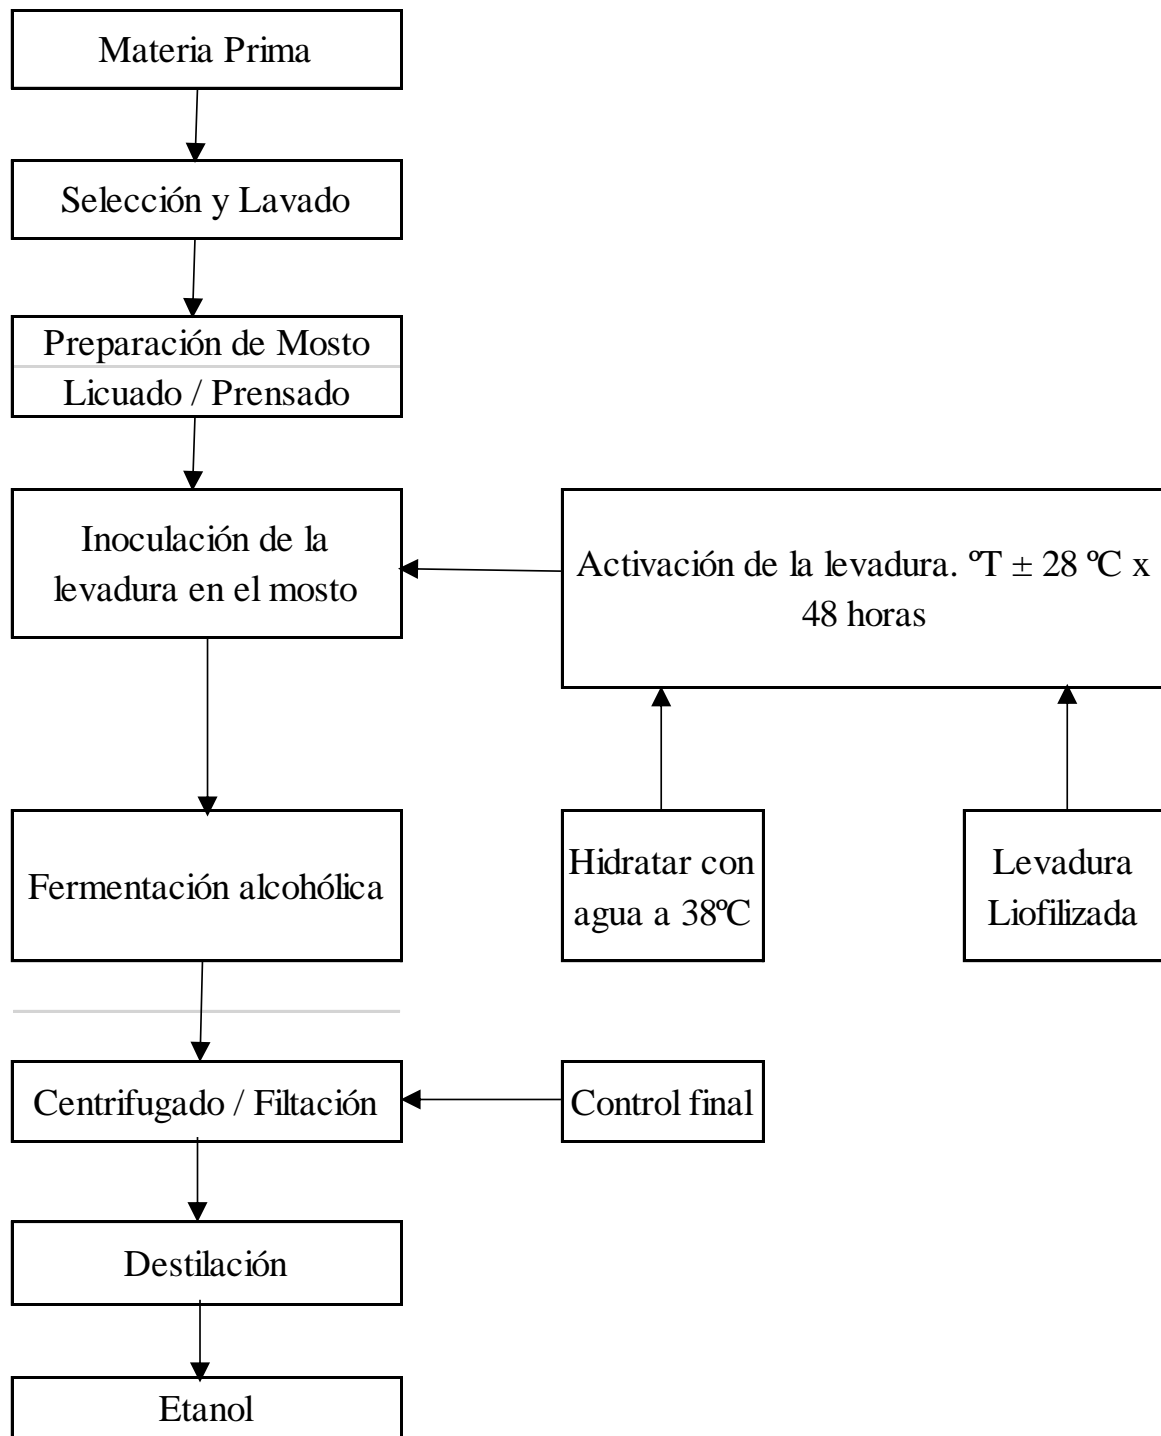 Materia Prima
Selección y Lavado
Preparación de Mosto
Licuado / Prensado
Inoculación de la
levadura en el mosto
Activación de la levadura. ºT ± 28 ºC x
48 horas
Fermentación alcohólica
Hidratar con
agua a 38ºC
Levadura
Liofilizada
Centrifugado / Filtación
Control final
Destilación
Etanol